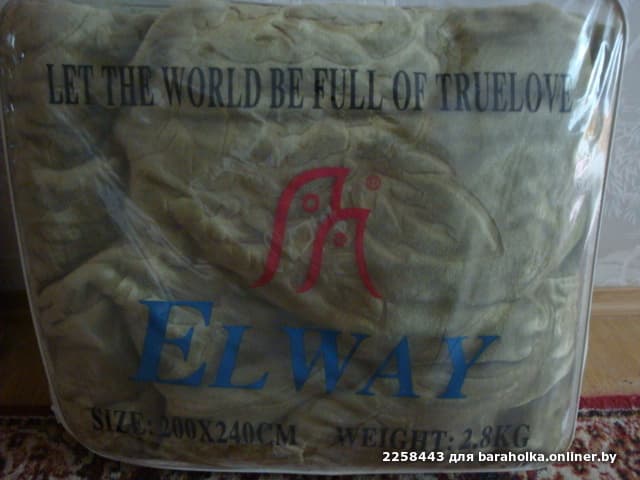 LET THE WORLD BE FULL OF TRUELOVE
®
ELWAY
SIZE: 200X240CM WEIGHT: 2.8KG
2258443 для baraholka.onliner.by